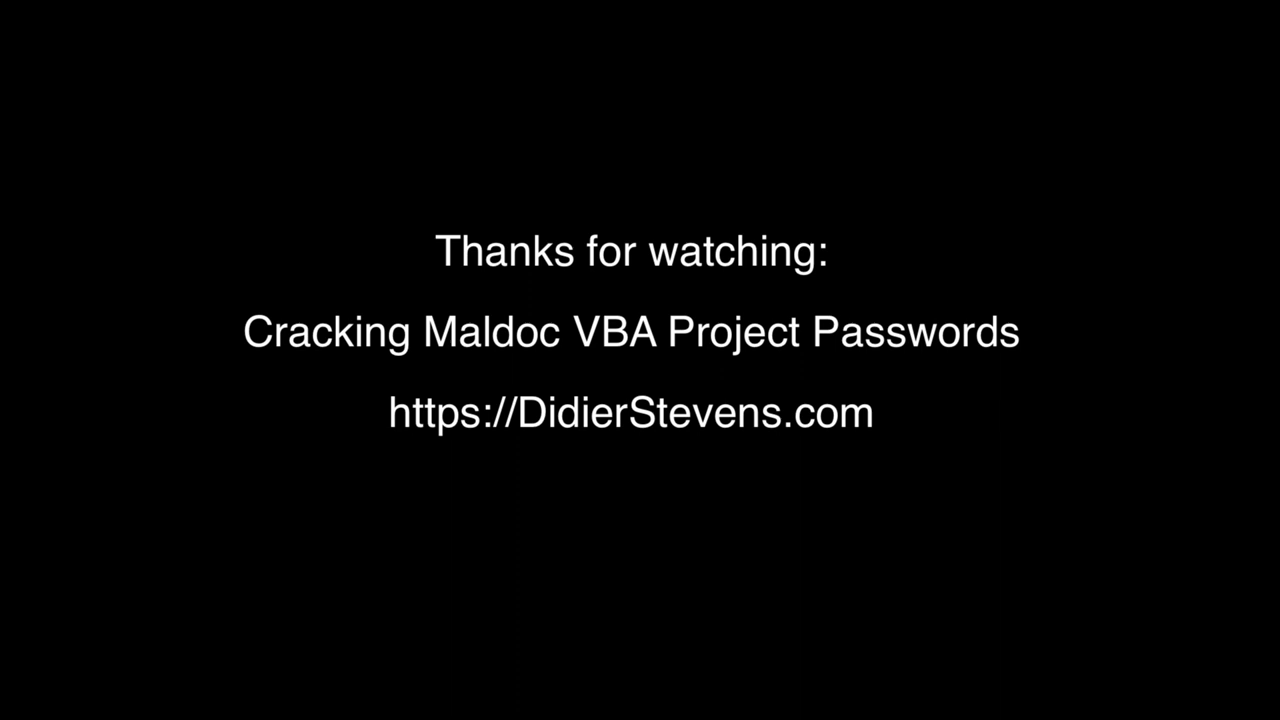 Thanks for watching:
Cracking Maldoc VBA Project Passwords
https://DidierStevens.com